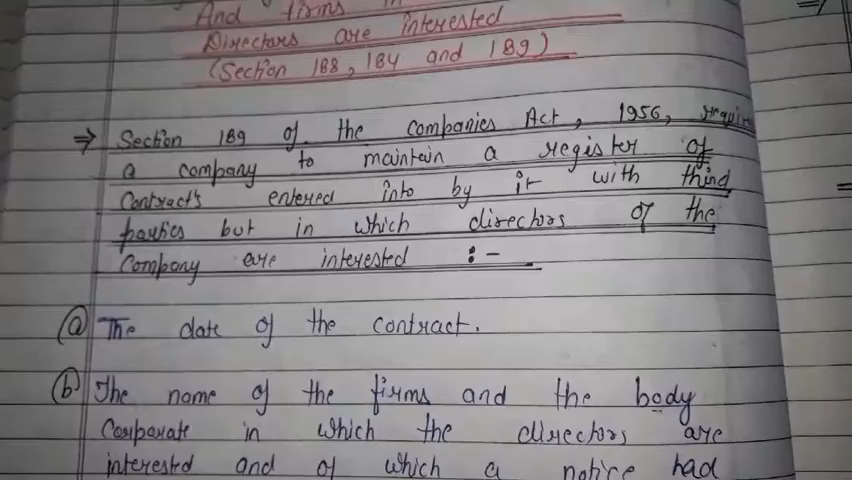 And firms in
Directors are interested
(Section 188, 184 and 189)
⇒ Section 189 of the companies Act, 1956, require
a company to maintain a register of
Contract's entered into by it with third
parties but in which directors of the
Company are interested :-
(a) The date of the contract.
(b) The name of the firms and the body
Corporate in which the directors are
interested and of which a notice had